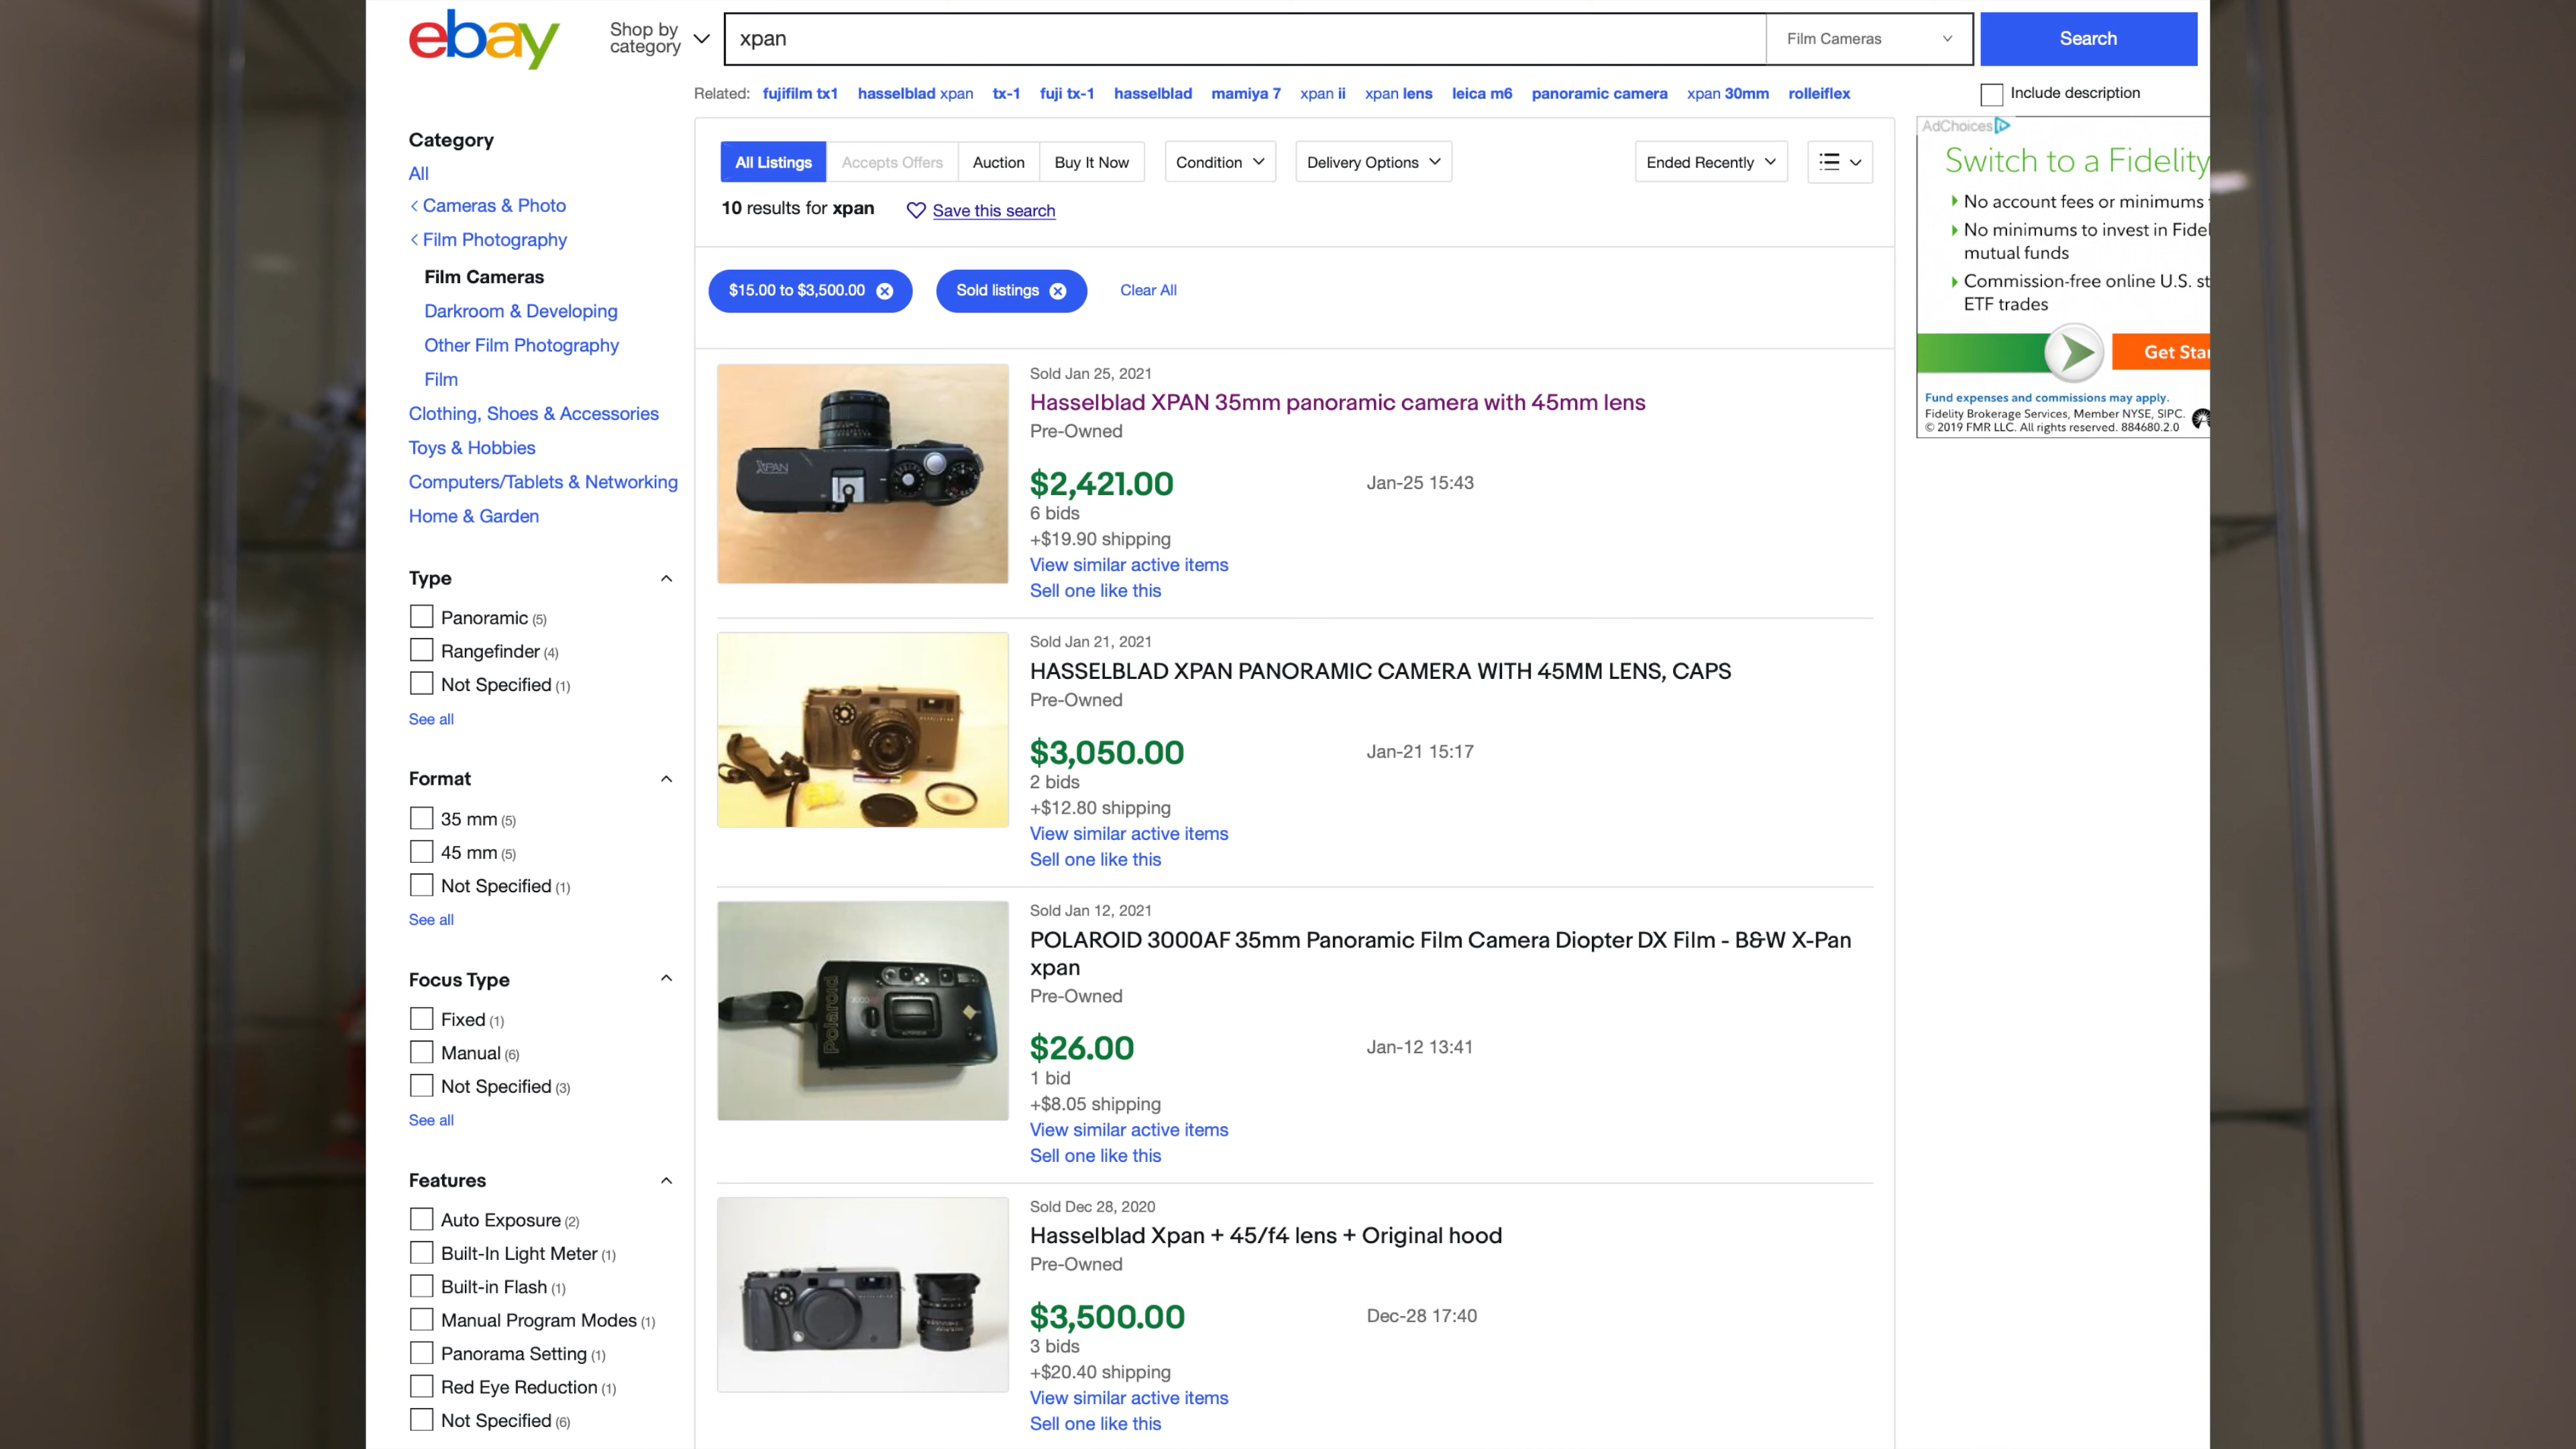 ebay
Shop by
category
xpan
Film Cameras
Search
Related: fujifilm tx1 hasselblad xpan tx-1 fuji tx-1 hasselblad mamiya 7 xpan ii xpan lens leica m6 panoramic camera xpan 30mm rolleiflex
Include description
Category
All
Cameras & Photo
Film Photography
Film Cameras
Darkroom & Developing
Other Film Photography
Film
Clothing, Shoes & Accessories
Toys & Hobbies
Computers/Tablets & Networking
Home & Garden
Type
Panoramic (5)
Rangefinder (4)
Not Specified (1)
See all
Format
35 mm (5)
45 mm (5)
Not Specified (1)
See all
Focus Type
Fixed (1)
Manual (6)
Not Specified (3)
See all
Features
Auto Exposure (2)
Built-In Light Meter (1)
Built-in Flash (1)
Manual Program Modes (1)
Panorama Setting (1)
Red Eye Reduction (1)
Not Specified (6)
All Listings
Accepts Offers
Auction
Buy It Now
Condition
Delivery Options
Ended Recently
10 results for xpan
Save this search
$15.00 to $3,500.00
Sold listings
Clear All
XPAN
Sold Jan 25, 2021
Hasselblad XPAN 35mm panoramic camera with 45mm lens
Pre-Owned
$2,421.00
Jan-25 15:43
6 bids
+$19.90 shipping
View similar active items
Sell one like this
Sold Jan 21, 2021
HASSELBLAD XPAN PANORAMIC CAMERA WITH 45MM LENS, CAPS
Pre-Owned
$3,050.00
Jan-21 15:17
2 bids
+$12.80 shipping
View similar active items
Sell one like this
Polaroid
Sold Jan 12, 2021
POLAROID 3000AF 35mm Panoramic Film Camera Diopter DX Film - B&W X-Pan
xpan
Pre-Owned
$26.00
Jan-12 13:41
1 bid
+$8.05 shipping
View similar active items
Sell one like this
Sold Dec 28, 2020
Hasselblad Xpan + 45/f4 lens + Original hood
Pre-Owned
$3,500.00
Dec-28 17:40
3 bids
+$20.40 shipping
View similar active items
Sell one like this
AdChoices
Switch to a Fidelity
No account fees or minimums
No minimums to invest in Fidel
mutual funds
Commission-free online U.S. st
ETF trades
Get Star
Fund expenses and commissions may apply.
Fidelity Brokerage Services, Member NYSE, SIPC.
© 2019 FMR LLC. All rights reserved. 884680.2.0